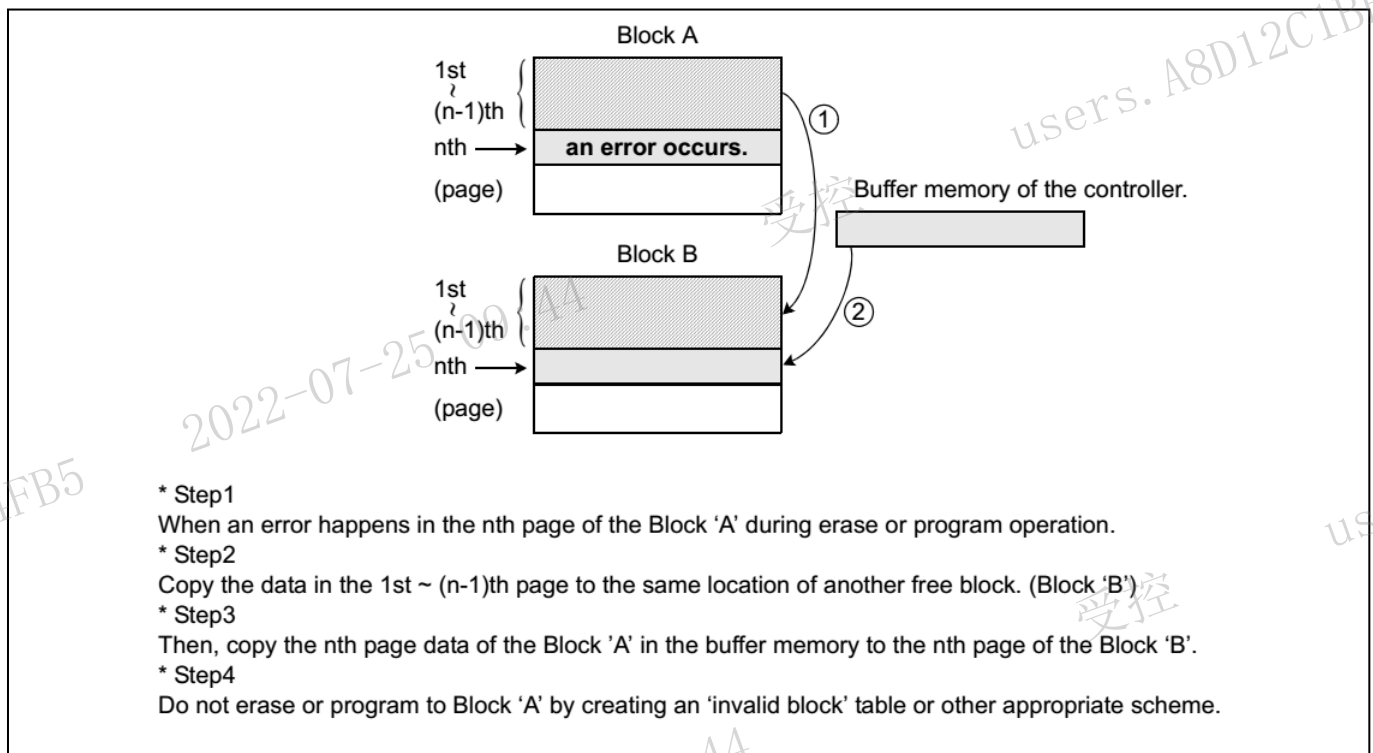 Block A
users. A8D12C1B
1st
~
(n-1)th
①
nth
an error occurs.
(page)
受控
Buffer memory of the controller.
Block B
1st
~
(n-1)th
②
2022-07-25 09:44
nth
(page)
1FB5
* Step1
When an error happens in the nth page of the Block ‘A’ during erase or program operation.
us
* Step2
Copy the data in the 1st ~ (n-1)th page to the same location of another free block. (Block ‘B’)
受控
* Step3
Then, copy the nth page data of the Block ’A’ in the buffer memory to the nth page of the Block ‘B’.
* Step4
Do not erase or program to Block ‘A’ by creating an ‘invalid block’ table or other appropriate scheme.
44